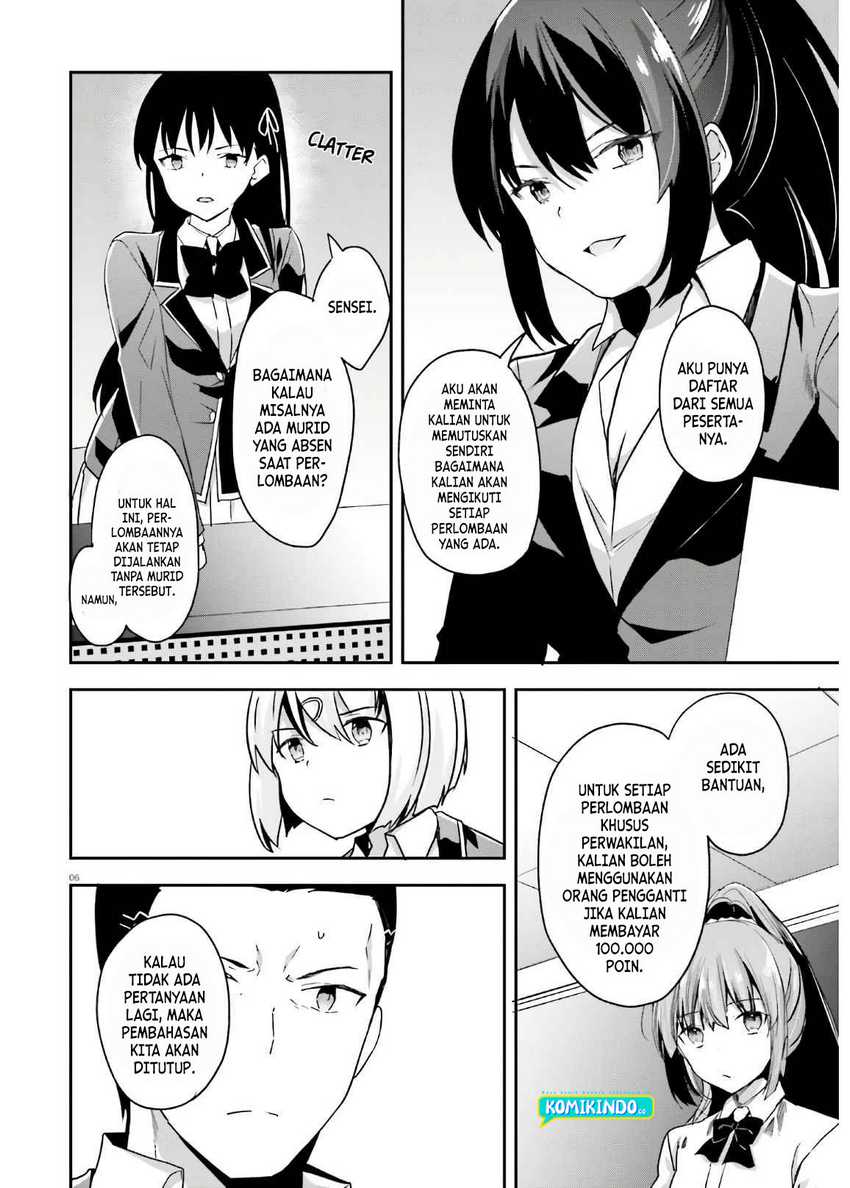 AKU PUNYA
DAFTAR
DARI SEMUA
PESERTA-
NYA.
AKU AKAN
MEMINTA
KALIAN UNTUK
MEMUTUSKAN
SENDIRI
BAGAIMANA
KALIAN AKAN
MENGIKUTI
SETIAP
PERLOMBAAN
YANG ADA.
CLATTER
SENSEI.
BAGAIMANA
KALAU
MISALNYA
ADA MURID
YANG ABSEN
SAAT PER-
LOMBAAN?
UNTUK HAL
INI, PER-
LOMBAANNYA
AKAN TETAP
DIJALANKAN
TANPA MURID
TERSEBUT.
NAMUN,
ADA
SEDIKIT
BANTUAN,
UNTUK SETIAP
PERLOMBAAN
KHUSUS
PERWAKILAN,
KALIAN BOLEH
MENGGUNAKAN
ORANG PENGGANTI
JIKA KALIAN
MEMBAYAR
100.000
POIN.
KOMIKINDO.CO
06
KALAU
TIDAK ADA
PERTANYAAN
LAGI, MAKA
PEMBAHASAN
KITA AKAN
DITUTUP.